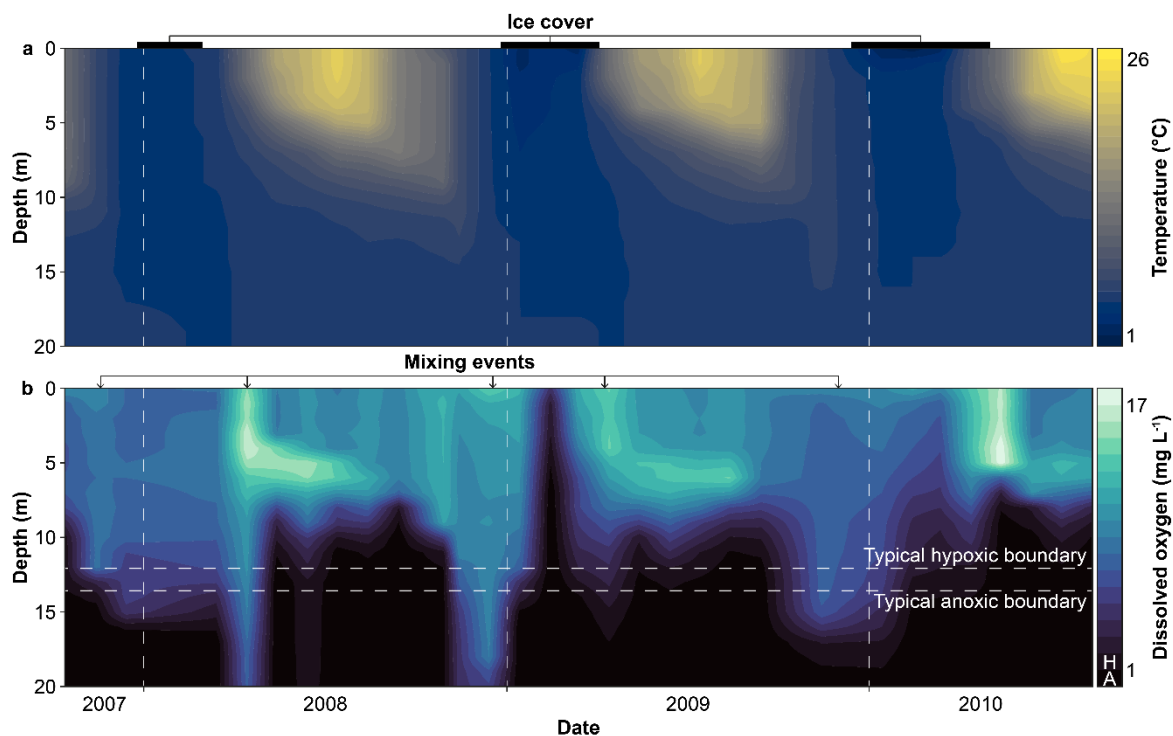 Ice cover
a
0
5
10
15
20
Depth (m)
26
1
Temperature (°C)
Mixing events
b
0
5
10
15
20
Depth (m)
Typical hypoxic boundary
Typical anoxic boundary
17
H
A
1
Dissolved oxygen (mg L⁻¹)
2007 2008 2009 2010
Date